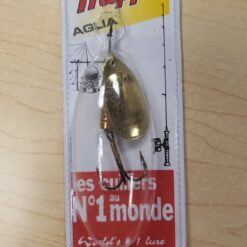 AGLIA
les cuillers
N°1 au monde
World's # 1 lure